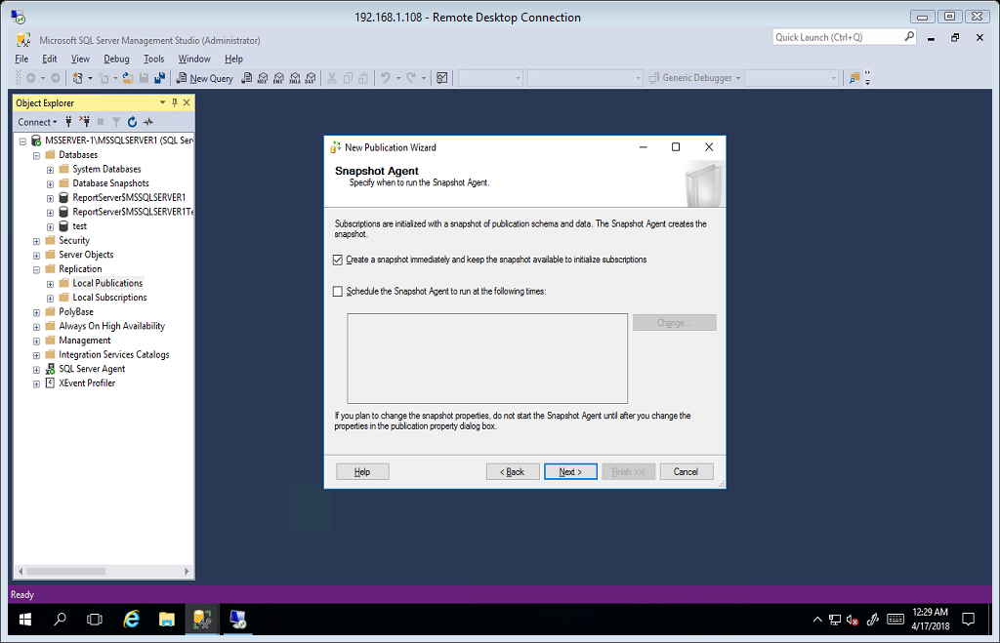 192.168.1.108 - Remote Desktop Connection
Microsoft SQL Server Management Studio (Administrator)
Quick Launch (Ctrl+Q)
File Edit View Debug Tools Window Help
New Query
MDX DMX XMLA DAX
Generic Debugger
Object Explorer
Connect
MSSERVER-1\MSSQLSERVER1 (SQL Ser
Databases
System Databases
Database Snapshots
ReportServer$MSSQLSERVER1
ReportServer$MSSQLSERVER1Te
test
Security
Server Objects
Replication
Local Publications
Local Subscriptions
PolyBase
Always On High Availability
Management
Integration Services Catalogs
SQL Server Agent
XEvent Profiler
New Publication Wizard
Snapshot Agent
Specify when to run the Snapshot Agent.
Subscriptions are initialized with a snapshot of publication schema and data. The Snapshot Agent creates the
snapshot.
Create a snapshot immediately and keep the snapshot available to initialize subscriptions
Schedule the Snapshot Agent to run at the following times:
Change...
If you plan to change the snapshot properties, do not start the Snapshot Agent until after you change the
properties in the publication property dialog box.
Help < Back Next > Finish >>| Cancel
Ready
12:29 AM
4/17/2018